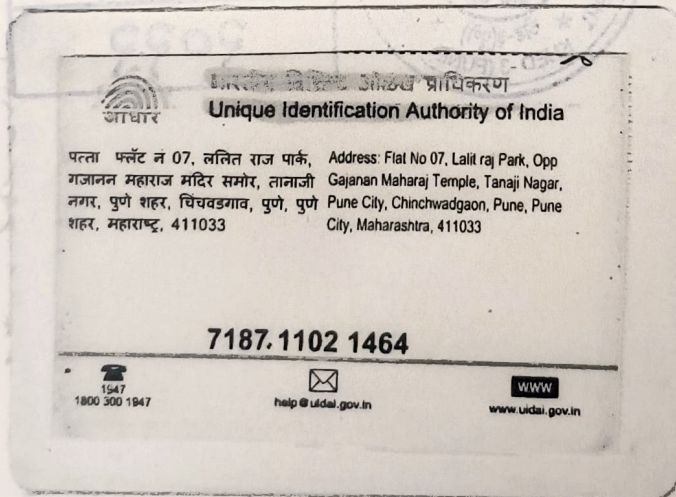 प्राधिकरण
आधार
Unique Identification Authority of India
पत्ता फ्लॅट नं 07, ललित राज पार्क,
गजानन महाराज मंदिर समोर, तानाजी
नगर, पुणे शहर, चिंचवडगाव, पुणे, पुणे
शहर, महाराष्ट्र, 411033
Address: Flat No 07, Lalit raj Park, Opp
Gajanan Maharaj Temple, Tanaji Nagar,
Pune City, Chinchwadgaon, Pune, Pune
City, Maharashtra, 411033
7187 1102 1464
1947
1800 300 1947
help@uidai.gov.in
www
www.uidai.gov.in